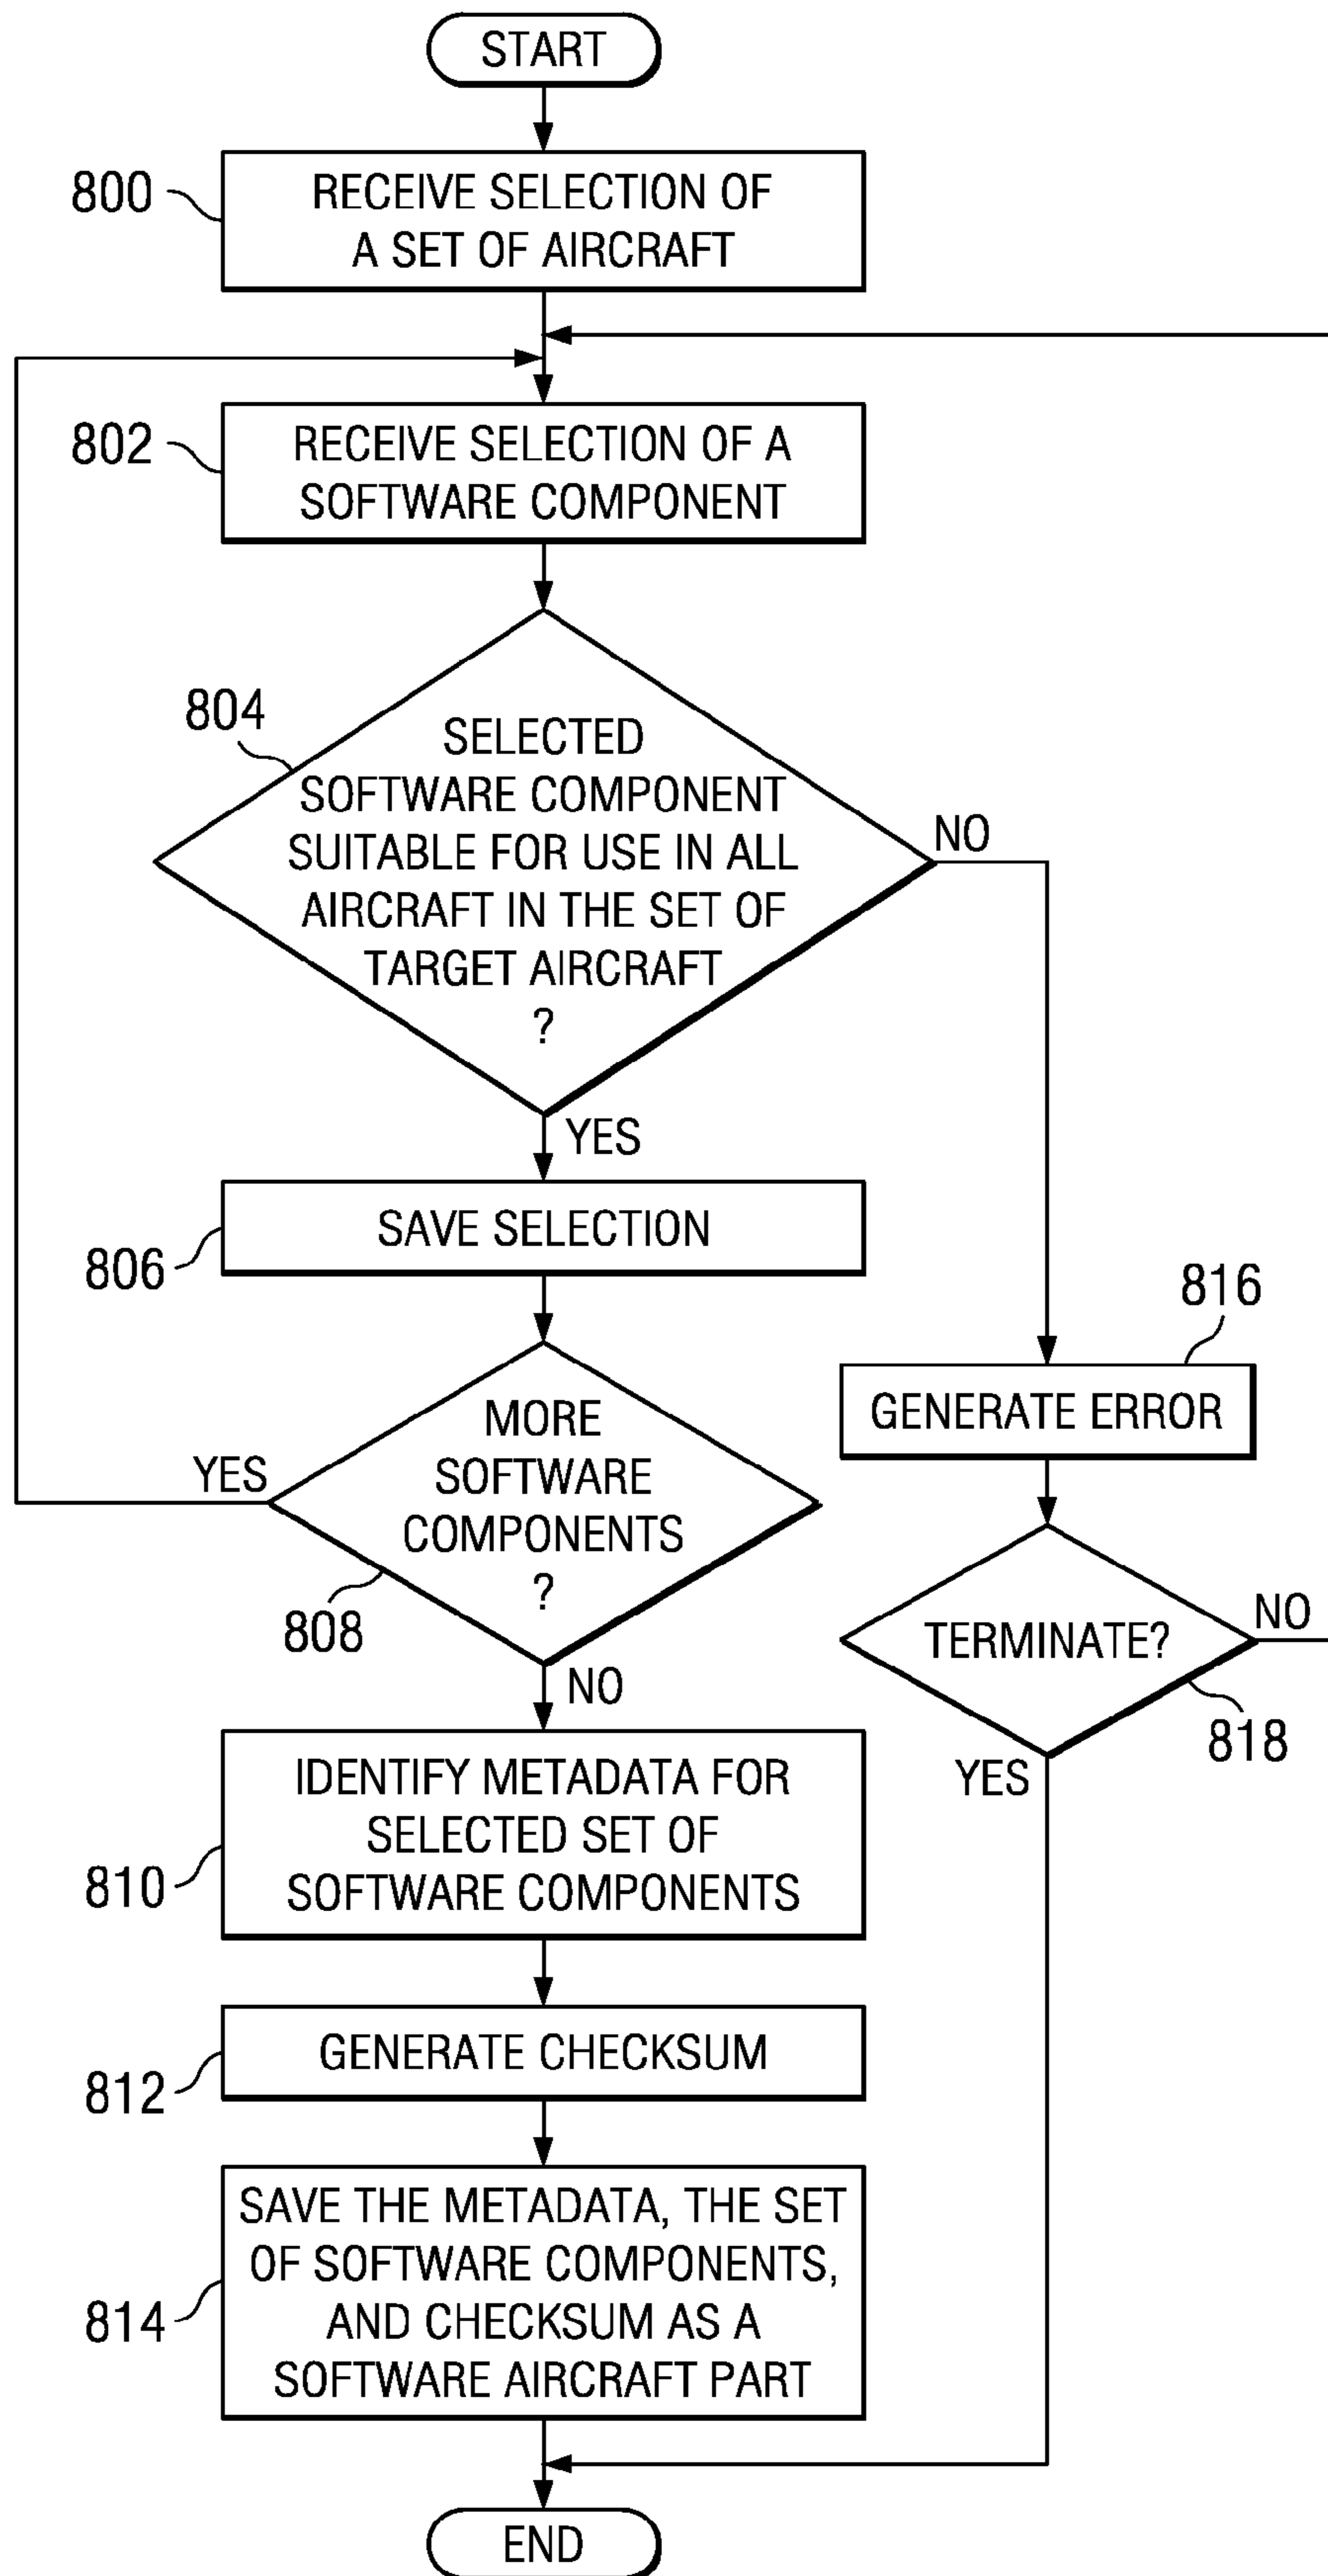 START
800
RECEIVE SELECTION OF
A SET OF AIRCRAFT
802
RECEIVE SELECTION OF A
SOFTWARE COMPONENT
804
SELECTED
SOFTWARE COMPONENT
SUITABLE FOR USE IN ALL
AIRCRAFT IN THE SET OF
TARGET AIRCRAFT
?
NO
YES
806
SAVE SELECTION
816
GENERATE ERROR
YES
MORE
SOFTWARE
COMPONENTS
?
808
NO
TERMINATE?
NO
818
YES
810
IDENTIFY METADATA FOR
SELECTED SET OF
SOFTWARE COMPONENTS
812
GENERATE CHECKSUM
814
SAVE THE METADATA, THE SET
OF SOFTWARE COMPONENTS,
AND CHECKSUM AS A
SOFTWARE AIRCRAFT PART
END